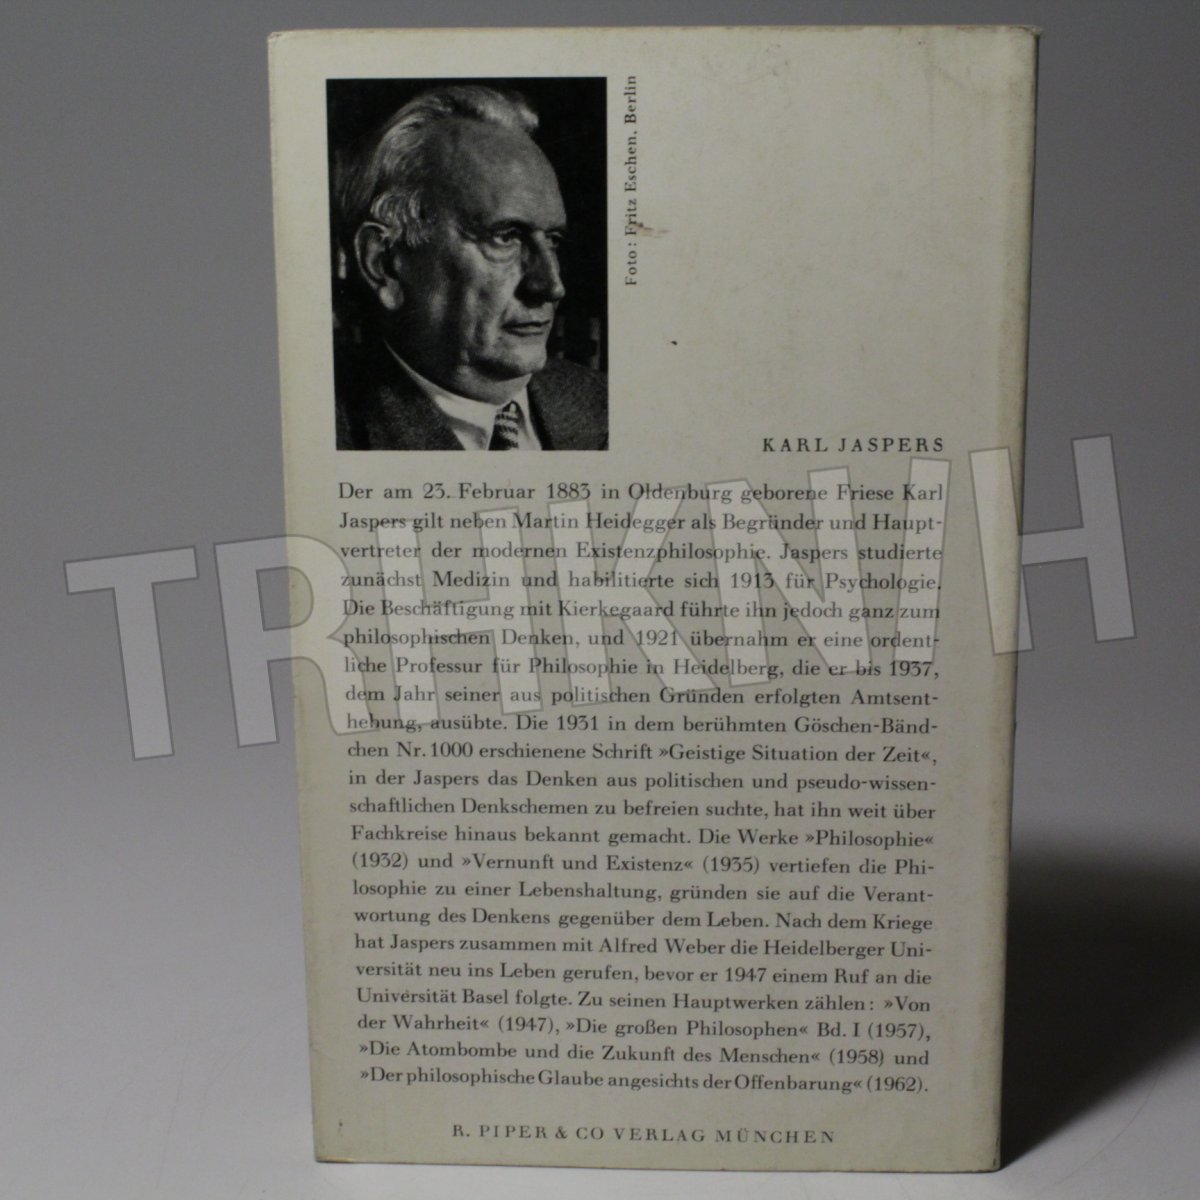 Foto: Fritz Eschen, Berlin
KARL JASPERS
Der am 23. Februar 1883 in Oldenburg geborene Friese Karl
Jaspers gilt neben Martin Heidegger als Begründer und Haupt-
vertreter der modernen Existenzphilosophie. Jaspers studierte
zunächst Medizin und habilitierte sich 1913 für Psychologie.
Die Beschäftigung mit Kierkegaard führte ihn jedoch ganz zum
philosophischen Denken, und 1921 übernahm er eine ordent-
liche Professur für Philosophie in Heidelberg, die er bis 1937,
dem Jahr seiner aus politischen Gründen erfolgten Amtsent-
hebung, ausübte. Die 1931 in dem berühmten Göschen-Bänd-
chen Nr. 1000 erschienene Schrift »Geistige Situation der Zeit«,
in der Jaspers das Denken aus politischen und pseudo-wissen-
schaftlichen Denkschemen zu befreien suchte, hat ihn weit über
Fachkreise hinaus bekannt gemacht. Die Werke »Philosophie«
(1932) und »Vernunft und Existenz« (1935) vertiefen die Phi-
losophie zu einer Lebenshaltung, gründen sie auf die Verant-
wortung des Denkens gegenüber dem Leben. Nach dem Kriege
hat Jaspers zusammen mit Alfred Weber die Heidelberger Uni-
versität neu ins Leben gerufen, bevor er 1947 einem Ruf an die
Universität Basel folgte. Zu seinen Hauptwerken zählen: »Von
der Wahrheit« (1947), »Die großen Philosophen« Bd. I (1957),
»Die Atombombe und die Zukunft des Menschen« (1958) und
»Der philosophische Glaube angesichts der Offenbarung« (1962).
R. PIPER & CO VERLAG MÜNCHEN